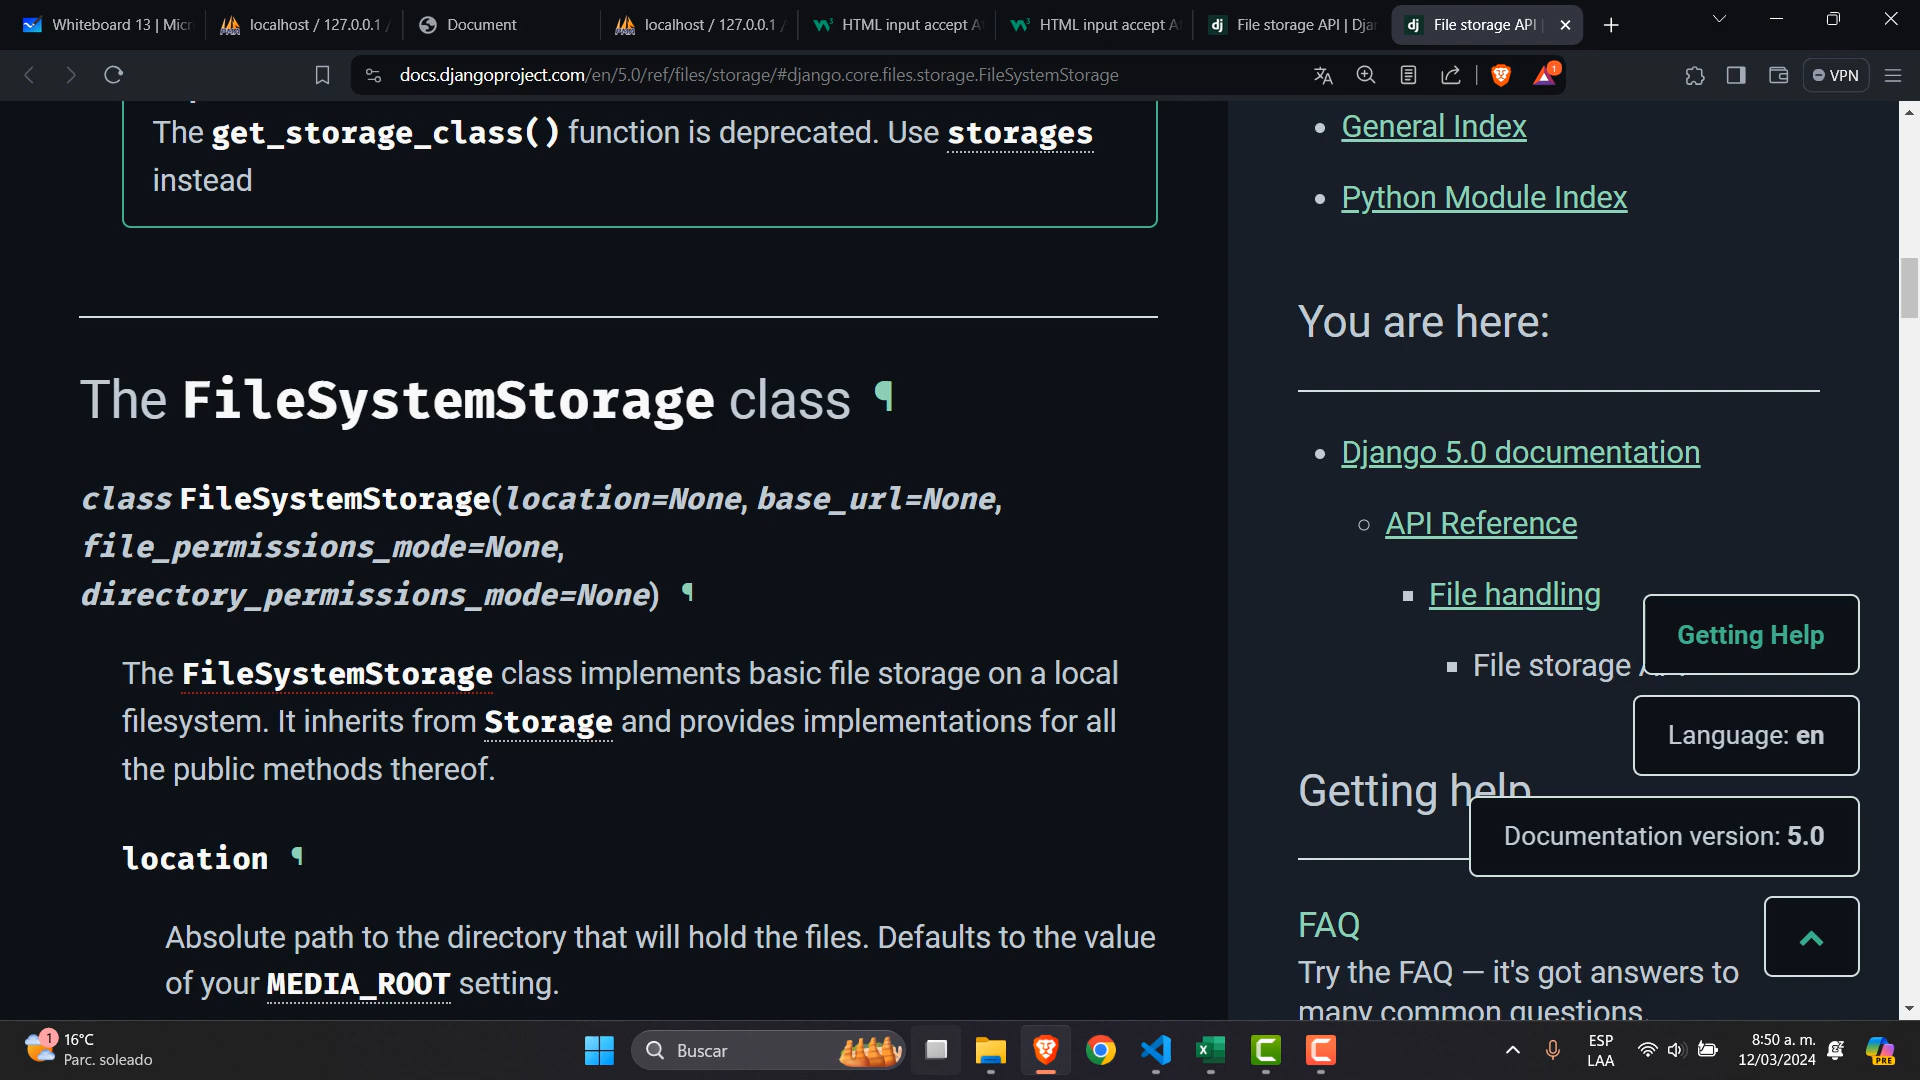 Whiteboard 13 | Micr
localhost / 127.0.0.1 /
Document
localhost / 127.0.0.1 /
HTML input accept A
HTML input accept A
File storage API | Dja
File storage API |
docs.djangoproject.com/en/5.0/ref/files/storage/#django.core.files.storage.FileSystemStorage
1
VPN
The get_storage_class() function is deprecated. Use storages
instead
The FileSystemStorage class ¶
class FileSystemStorage(location=None, base_url=None,
file_permissions_mode=None,
directory_permissions_mode=None) ¶
The FileSystemStorage class implements basic file storage on a local
filesystem. It inherits from Storage and provides implementations for all
the public methods thereof.
location ¶
Absolute path to the directory that will hold the files. Defaults to the value
of your MEDIA_ROOT setting.
General Index
Python Module Index
You are here:
Django 5.0 documentation
API Reference
File handling
File storage
Getting Help
Language: en
Getting help
Documentation version: 5.0
FAQ
Try the FAQ — it's got answers to
many common questions.
1
16°C
Parc. soleado
Buscar
ESP
LAA
8:50 a. m.
12/03/2024
PRE